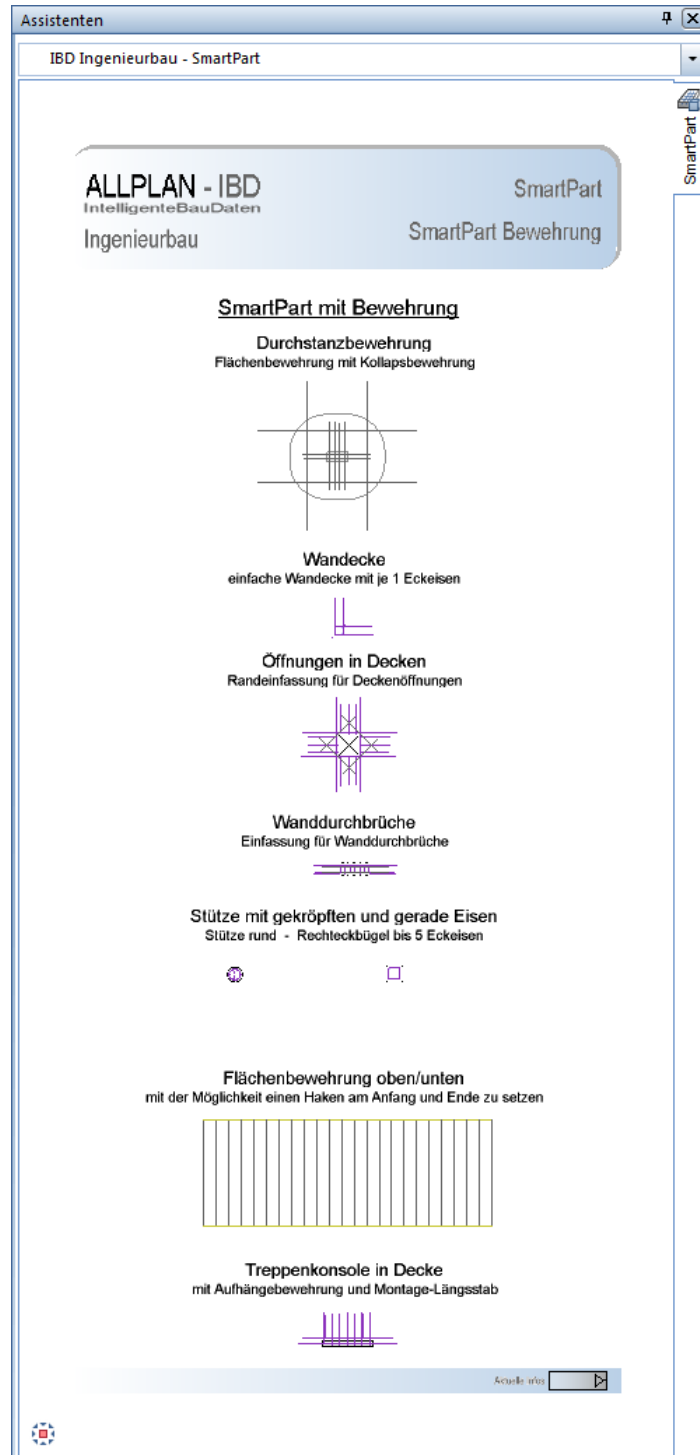 Assistenten
IBD Ingenieurbau - SmartPart
SmartPart
ALLPLAN - IBD
IntelligenteBauDaten
Ingenieurbau
SmartPart
SmartPart Bewehrung
SmartPart mit Bewehrung
Durchstanzbewehrung
Flächenbewehrung mit Kollapsbewehrung
Wandecke
einfache Wandecke mit je 1 Eckeisen
Öffnungen in Decken
Randeinfassung für Deckenöffnungen
Wanddurchbrüche
Einfassung für Wanddurchbrüche
Stütze mit gekröpften und gerade Eisen
Stütze rund - Rechteckbügel bis 5 Eckeisen
Flächenbewehrung oben/unten
mit der Möglichkeit einen Haken am Anfang und Ende zu setzen
Treppenkonsole in Decke
mit Aufhängebewehrung und Montage-Längsstab
Aktuelle Infos